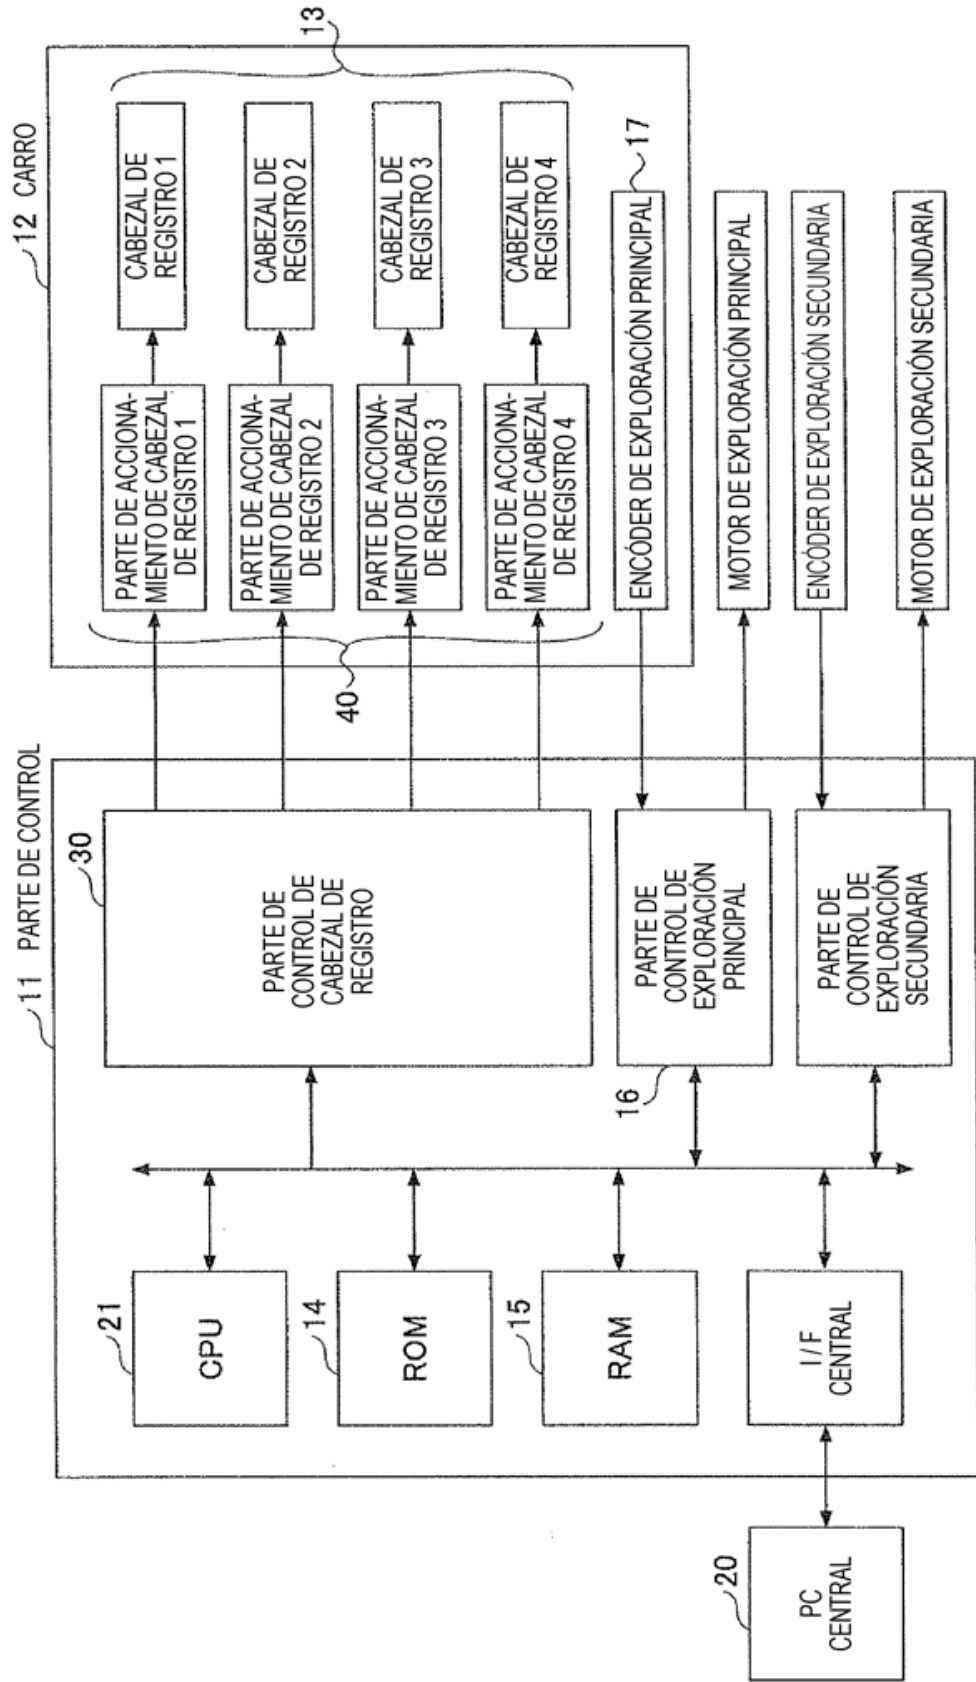 11 PARTE DE CONTROL
12 CARRO
13
CABEZAL DE
REGISTRO 1
CABEZAL DE
REGISTRO 2
CABEZAL DE
REGISTRO 3
CABEZAL DE
REGISTRO 4
PARTE DE ACCIONA-
MIENTO DE CABEZAL
DE REGISTRO 1
PARTE DE ACCIONA-
MIENTO DE CABEZAL
DE REGISTRO 2
PARTE DE ACCIONA-
MIENTO DE CABEZAL
DE REGISTRO 3
PARTE DE ACCIONA-
MIENTO DE CABEZAL
DE REGISTRO 4
40
ENCÓDER DE EXPLORACIÓN PRINCIPAL
17
MOTOR DE EXPLORACIÓN PRINCIPAL
ENCÓDER DE EXPLORACIÓN SECUNDARIA
MOTOR DE EXPLORACIÓN SECUNDARIA
30
PARTE DE
CONTROL DE
CABEZAL DE
REGISTRO
16
PARTE DE
CONTROL DE
EXPLORACIÓN
PRINCIPAL
PARTE DE
CONTROL DE
EXPLORACIÓN
SECUNDARIA
21
CPU
14
ROM
15
RAM
I/F
CENTRAL
20
PC
CENTRAL